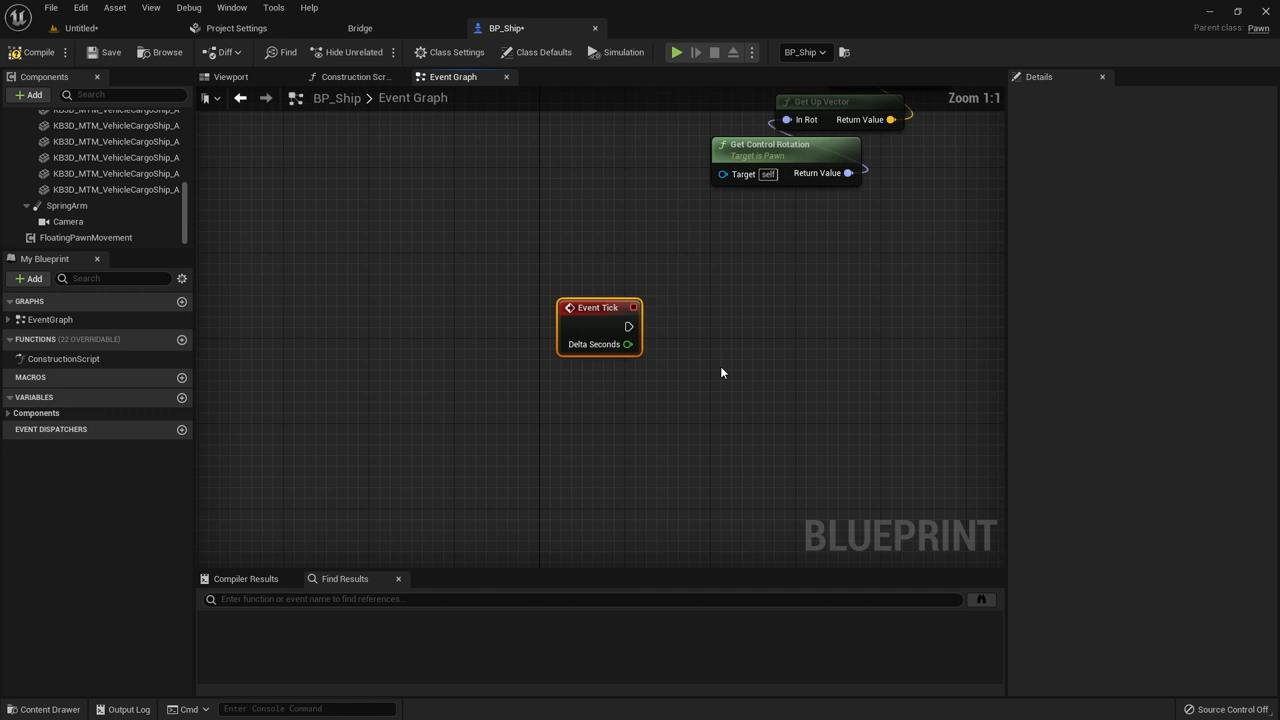 File Edit Asset View Debug Window Tools Help
Untitled•
Project Settings
Bridge
BP_Ship•
Parent class: Pawn
Compile
Save
Browse
Diff
Find
Hide Unrelated
Class Settings
Class Defaults
Simulation
BP_Ship
Components
Viewport
Construction Scr...
Event Graph
Details
Add
Search
BP_Ship > Event Graph
Zoom 1:1
KB3D_MTM_VehicleCargoShip_A
KB3D_MTM_VehicleCargoShip_A
KB3D_MTM_VehicleCargoShip_A
KB3D_MTM_VehicleCargoShip_A
KB3D_MTM_VehicleCargoShip_A
KB3D_MTM_VehicleCargoShip_A
SpringArm
Camera
FloatingPawnMovement
Get Up Vector
In Rot
Return Value
Get Control Rotation
Target is Pawn
Target self
Return Value
My Blueprint
Add
Search
GRAPHS
EventGraph
FUNCTIONS (22 OVERRIDABLE)
ConstructionScript
MACROS
VARIABLES
Components
EVENT DISPATCHERS
Event Tick
Delta Seconds
BLUEPRINT
Compiler Results
Find Results
Enter function or event name to find references...
Content Drawer
Output Log
Cmd
Enter Console Command
Source Control Off